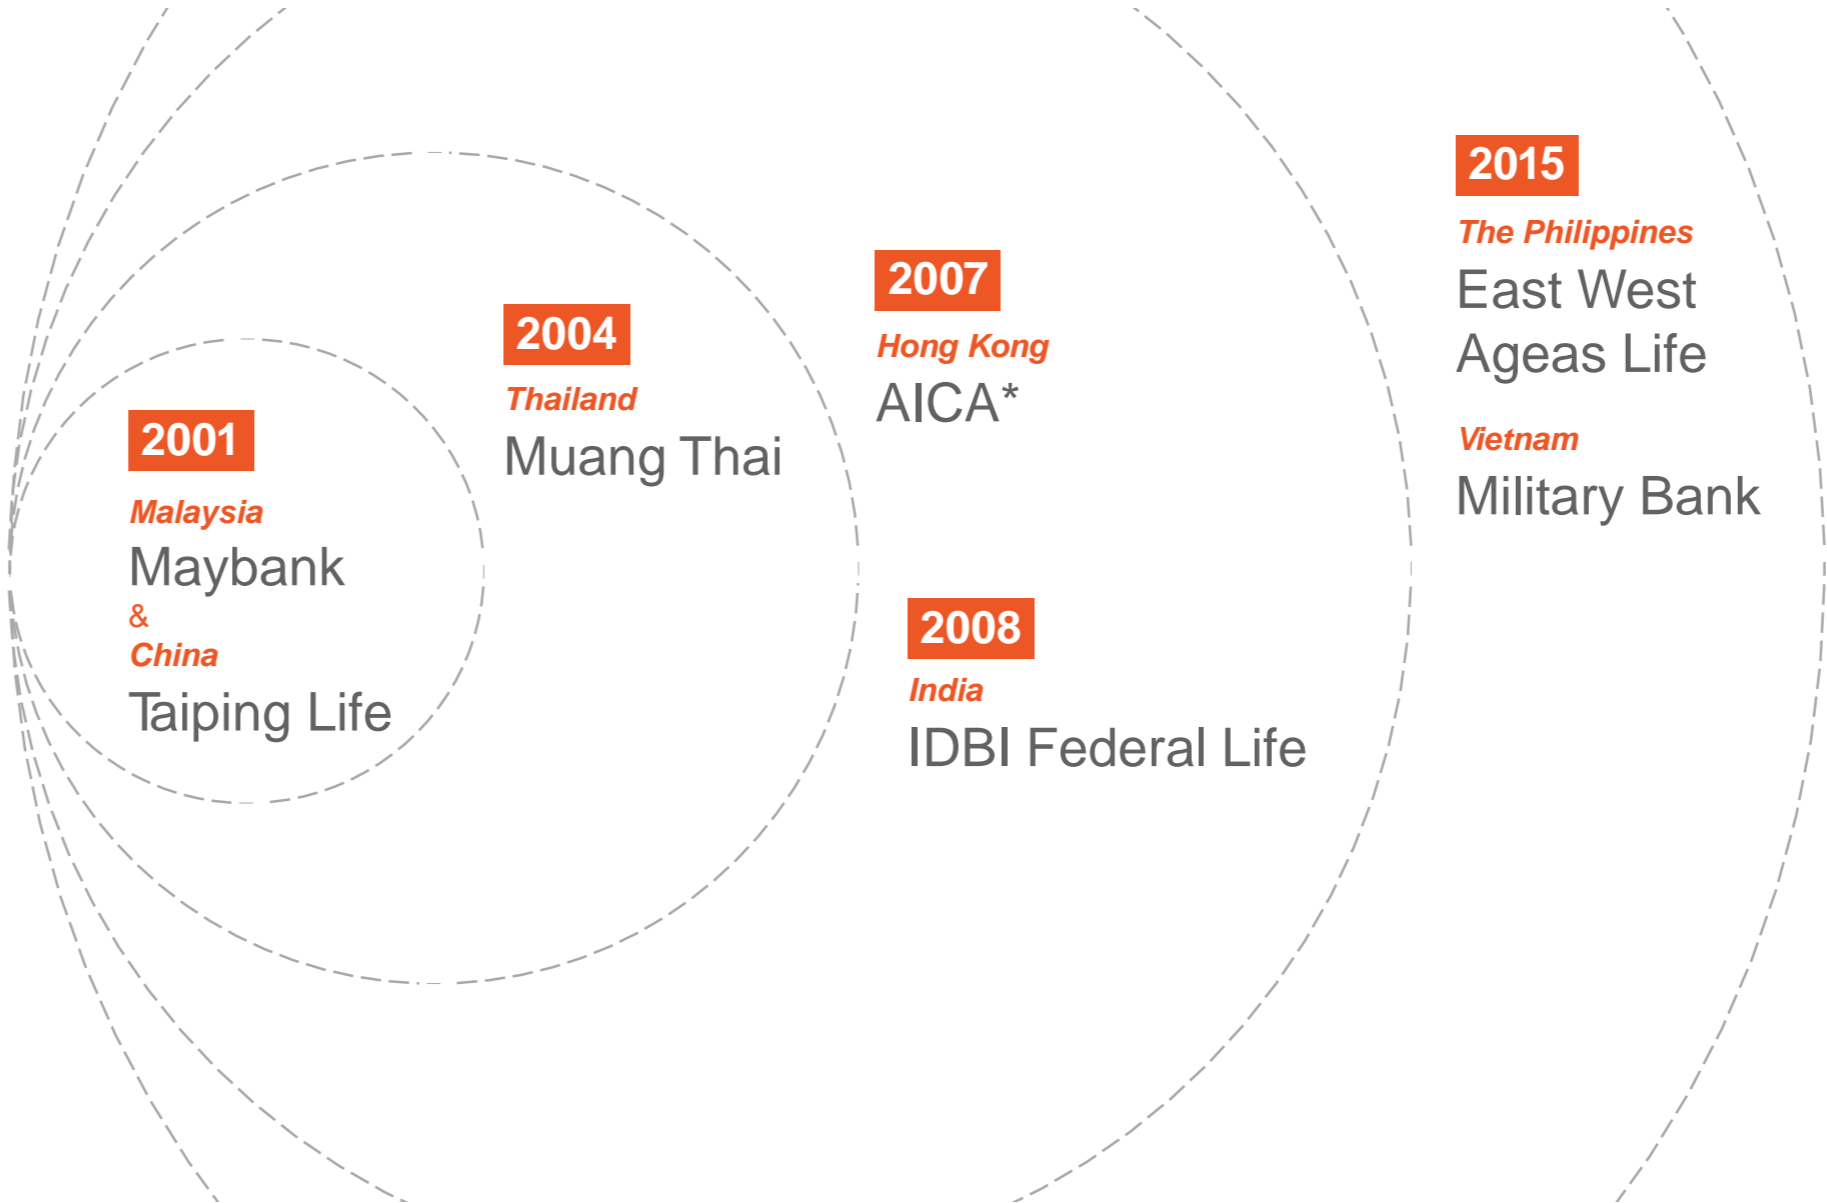 2001
Malaysia
Maybank
&
China
Taiping Life
2004
Thailand
Muang Thai
2007
Hong Kong
AICA*
2008
India
IDBI Federal Life
2015
The Philippines
East West
Ageas Life
Vietnam
Military Bank